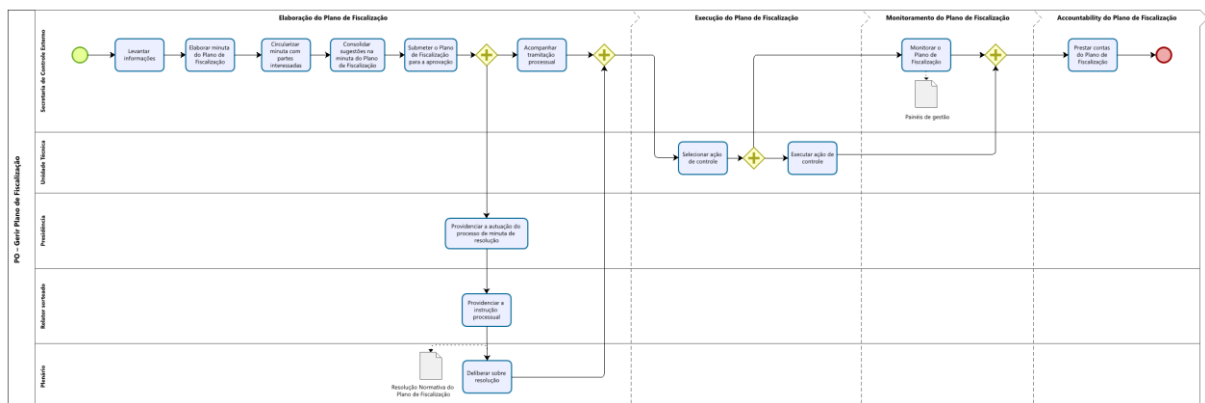 PO – Gerir Plano de Fiscalização
Elaboração do Plano de Fiscalização
Execução do Plano de Fiscalização
Monitoramento do Plano de Fiscalização
Accountability do Plano de Fiscalização
Secretaria de Controle Externo
Levantar
informações
Elaborar minuta
do Plano de
Fiscalização
Circularizar
minuta com
partes
interessadas
Consolidar
sugestões na
minuta do Plano
de Fiscalização
Submeter o Plano
de Fiscalização
para a aprovação
Acompanhar
tramitação
processual
Monitorar o
Plano de
Fiscalização
Painéis de gestão
Prestar contas
do Plano de
Fiscalização
Unidade Técnica
Selecionar ação
de controle
Executar ação de
controle
Presidência
Providenciar a autuação do
processo de minuta de
resolução
Relator sorteado
Providenciar a
instrução
processual
Plenário
Resolução Normativa do
Plano de Fiscalização
Deliberar sobre
resolução